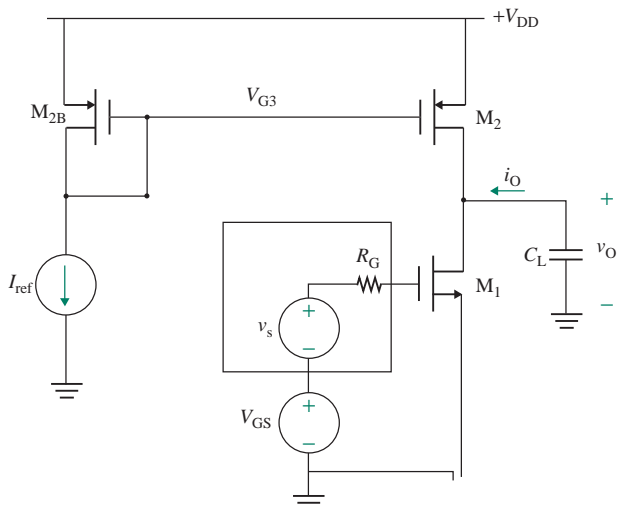 +V_DD
V_G3
M_2B
M_2
i_O
+
R_G
C_L
v_O
I_ref
M_1
+
v_s
−
−
+
V_GS
−